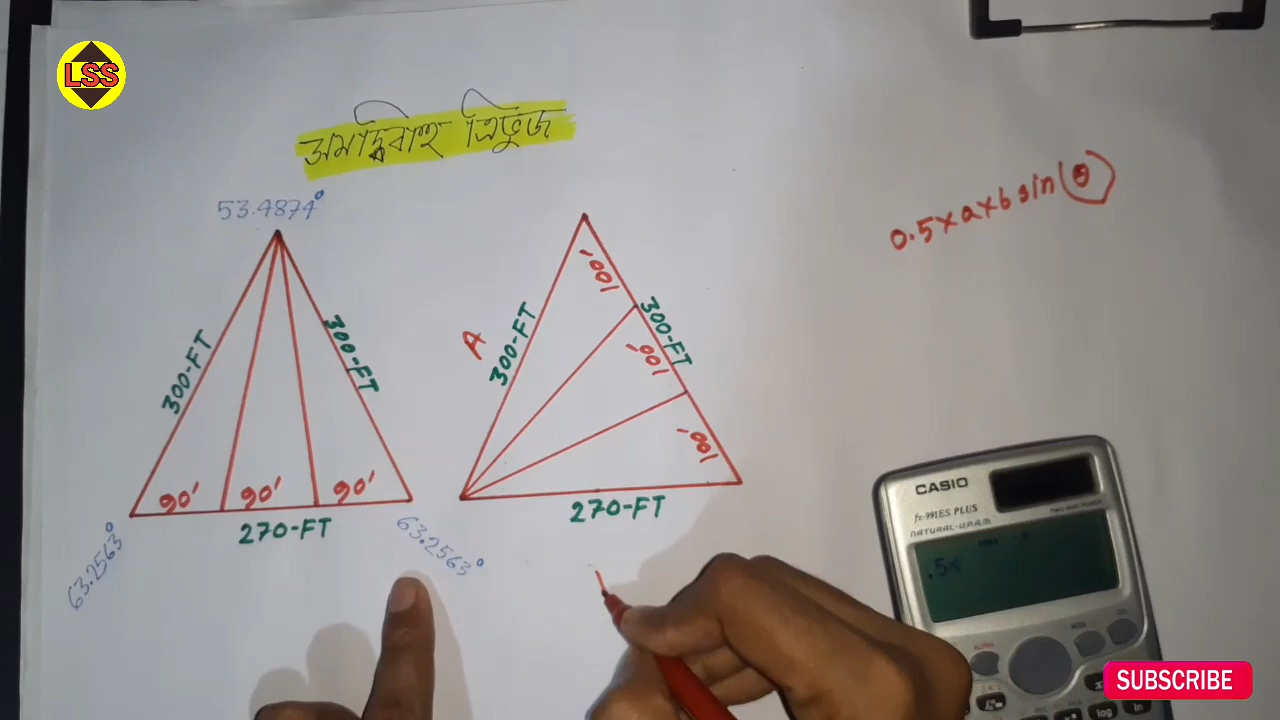 LSS
সমদ্বিবাহু ত্রিভুজ
53.4874°
300-FT
300-FT
90'
90'
90'
270-FT
63.2563°
63.2563°
A
300-FT
300-FT
100'
100'
100'
270-FT
0.5×a×b sin(θ)
CASIO
fx-991ES PLUS
NATURAL-V.P.A.M.
.5×
SUBSCRIBE